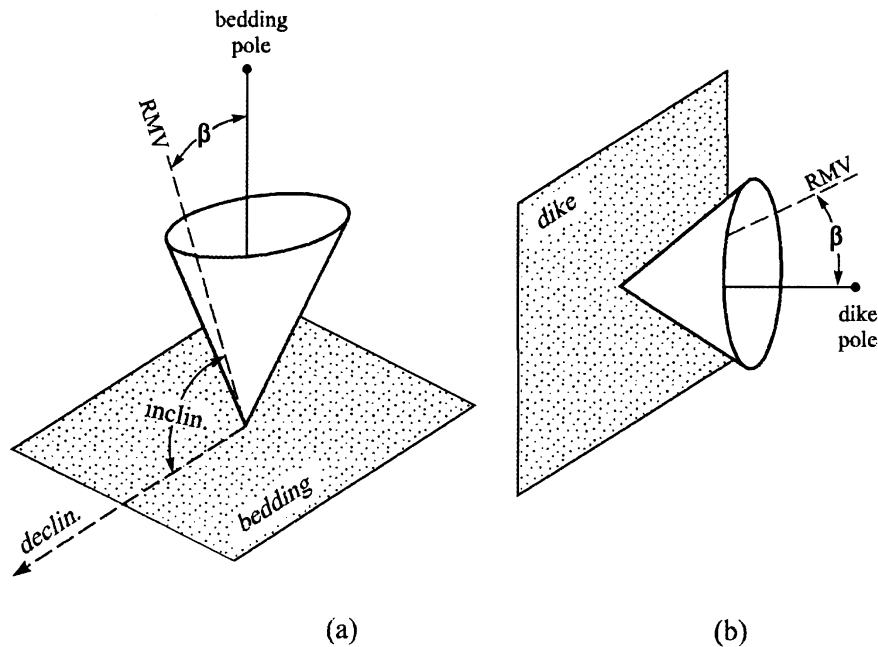 bedding
pole
RMV
β
inclin.
declin.
bedding
(a)
dike
RMV
β
dike
pole
(b)